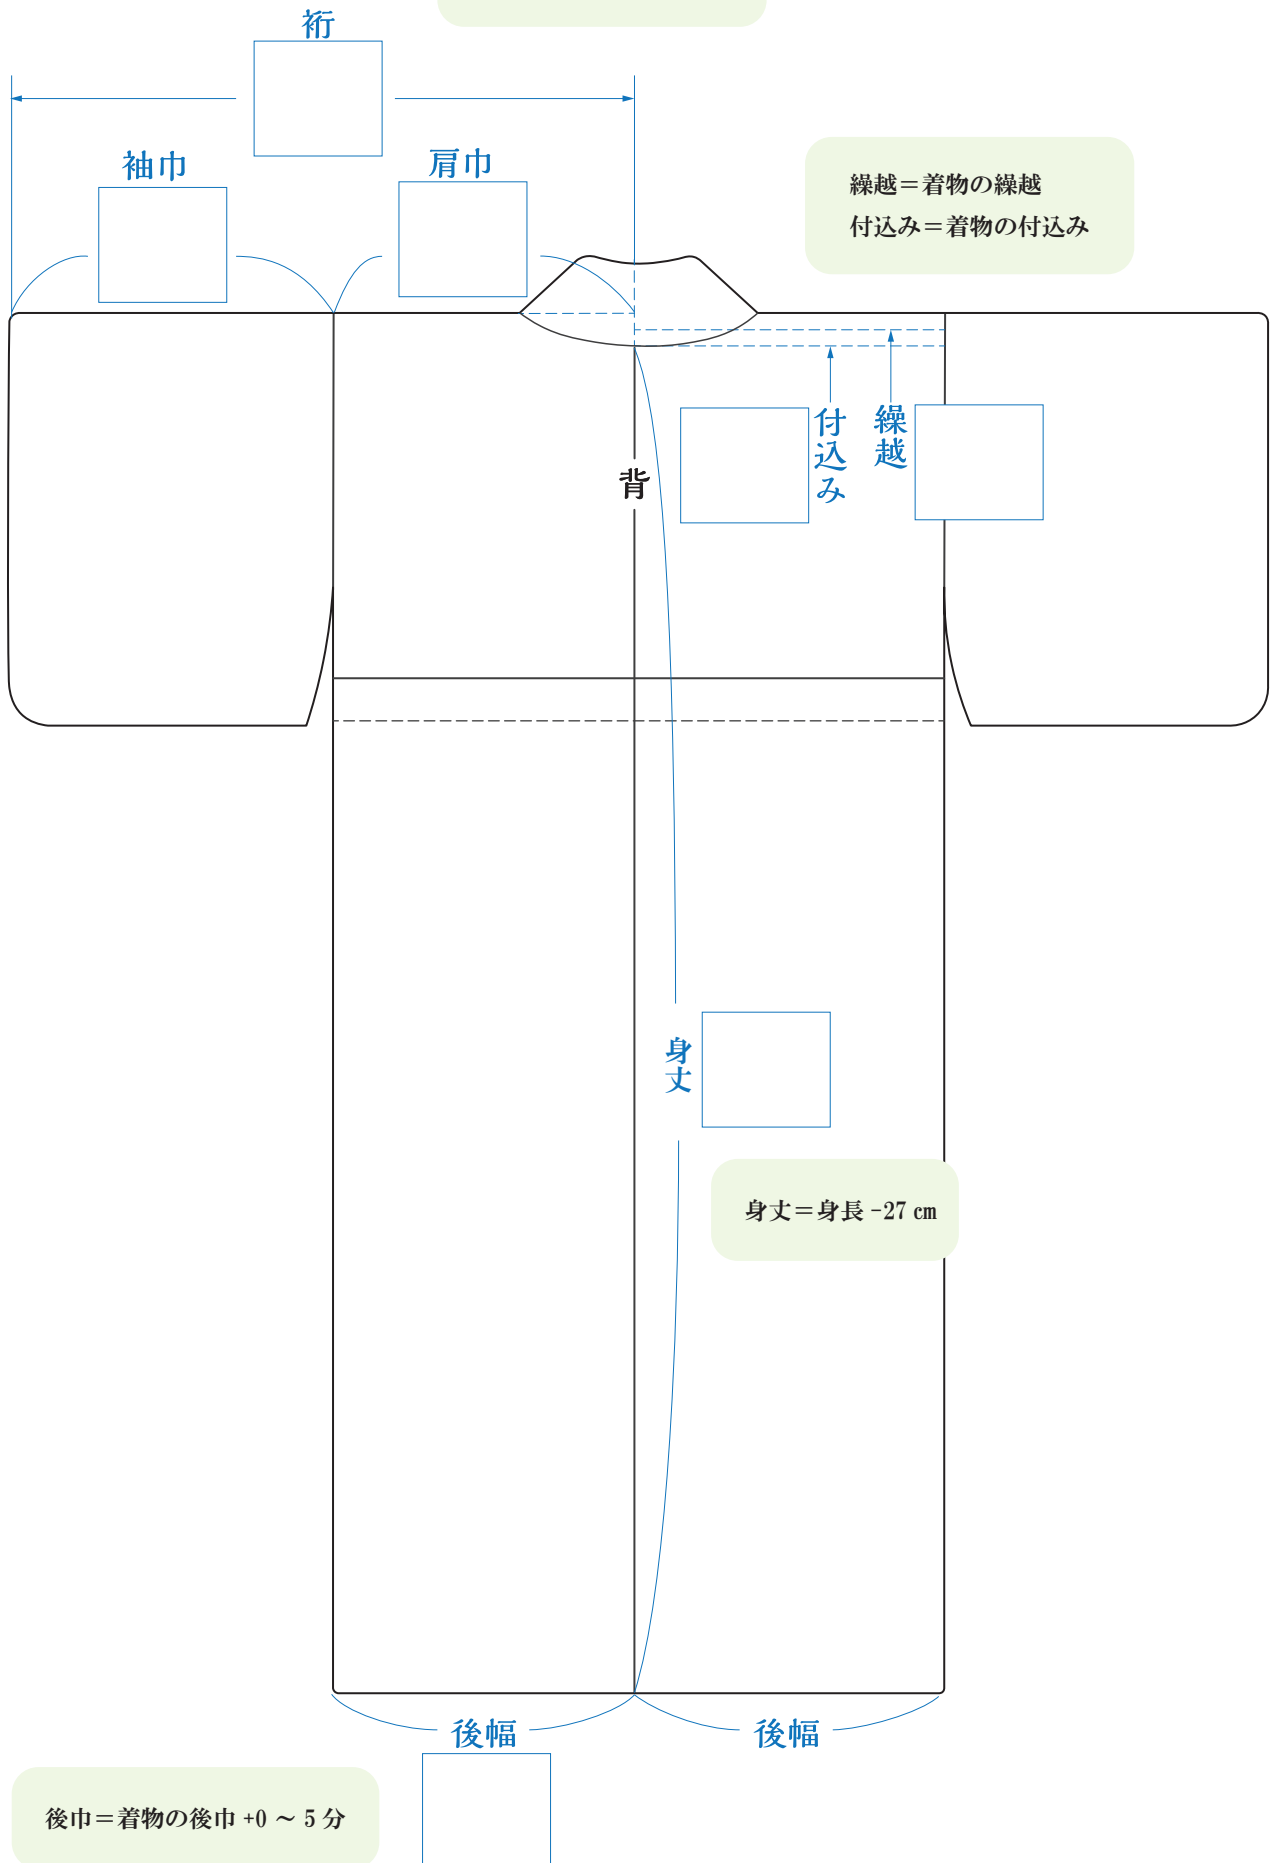 裄
袖巾
肩巾
繰越＝着物の繰越
付込み＝着物の付込み
付込み
繰越
背
身丈
身丈＝身長 -27 cm
後幅
後幅
後巾＝着物の後巾 +0 ～ 5 分